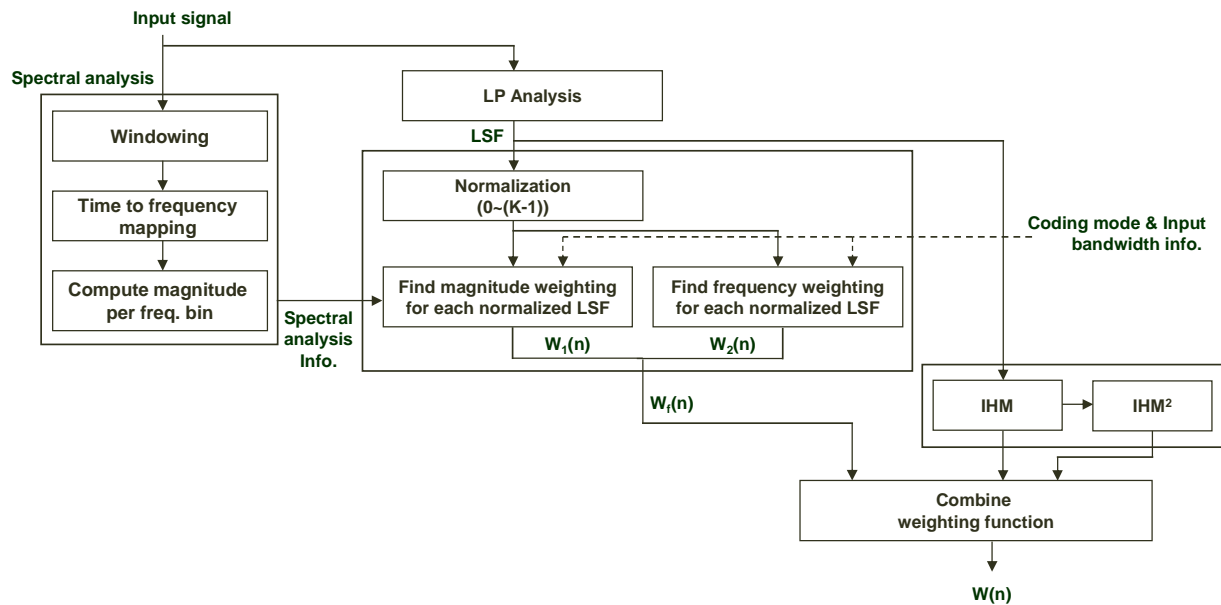 Input signal
Spectral analysis
Windowing
Time to frequency
mapping
Compute magnitude
per freq. bin
Spectral
analysis
Info.
LP Analysis
LSF
Normalization
(0~(K-1))
Coding mode & Input
bandwidth info.
Find magnitude weighting
for each normalized LSF
Find frequency weighting
for each normalized LSF
W₁(n)
W₂(n)
W_f(n)
IHM
IHM²
Combine
weighting function
W(n)